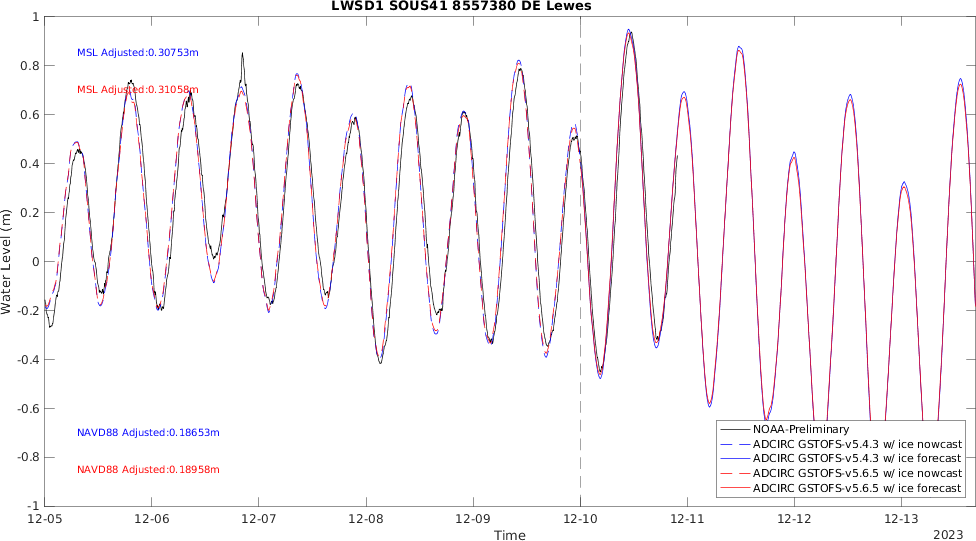 LWSD1 SOUS41 8557380 DE Lewes
MSL Adjusted:0.30753m
MSL Adjusted:0.31058m
NAVD88 Adjusted:0.18653m
NAVD88 Adjusted:0.18958m
Water Level (m)
1
0.8
0.6
0.4
0.2
0
-0.2
-0.4
-0.6
-0.8
-1
NOAA-Preliminary
ADCIRC GSTOFS-v5.4.3 w/ ice nowcast
ADCIRC GSTOFS-v5.4.3 w/ ice forecast
ADCIRC GSTOFS-v5.6.5 w/ ice nowcast
ADCIRC GSTOFS-v5.6.5 w/ ice forecast
12-05 12-06 12-07 12-08 12-09 12-10 12-11 12-12 12-13
Time
2023